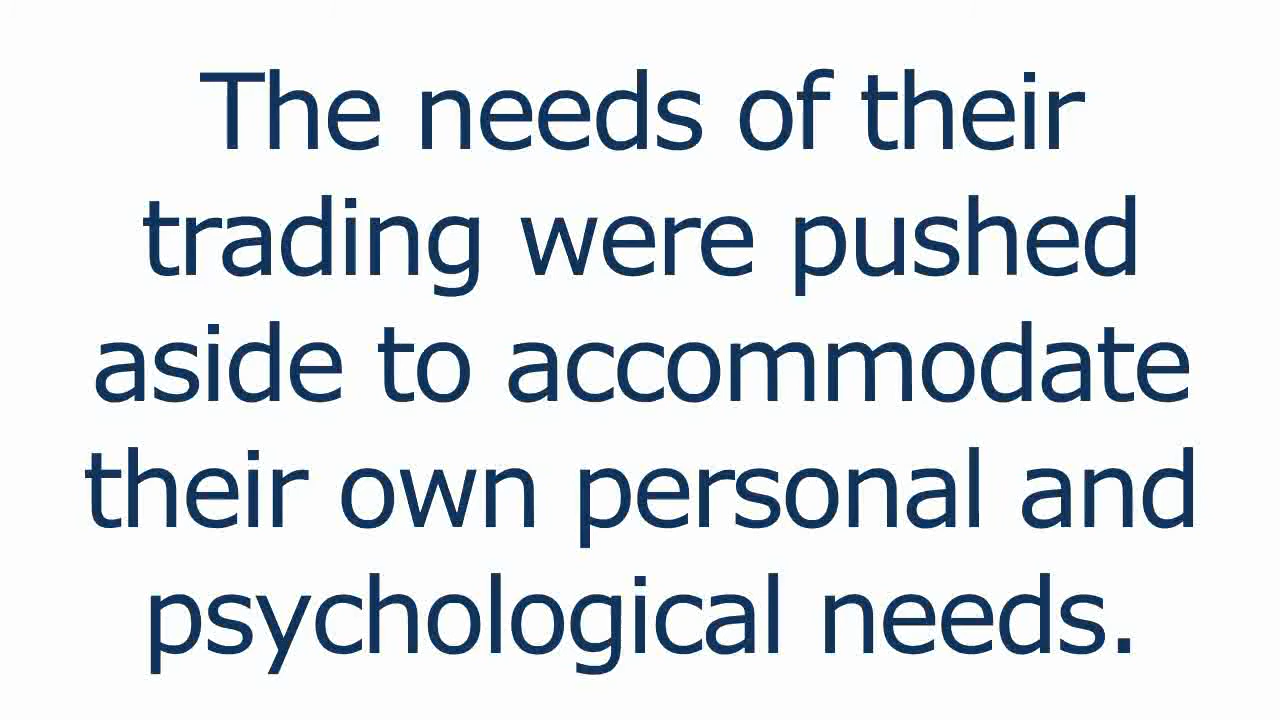 The needs of their
trading were pushed
aside to accommodate
their own personal and
psychological needs.